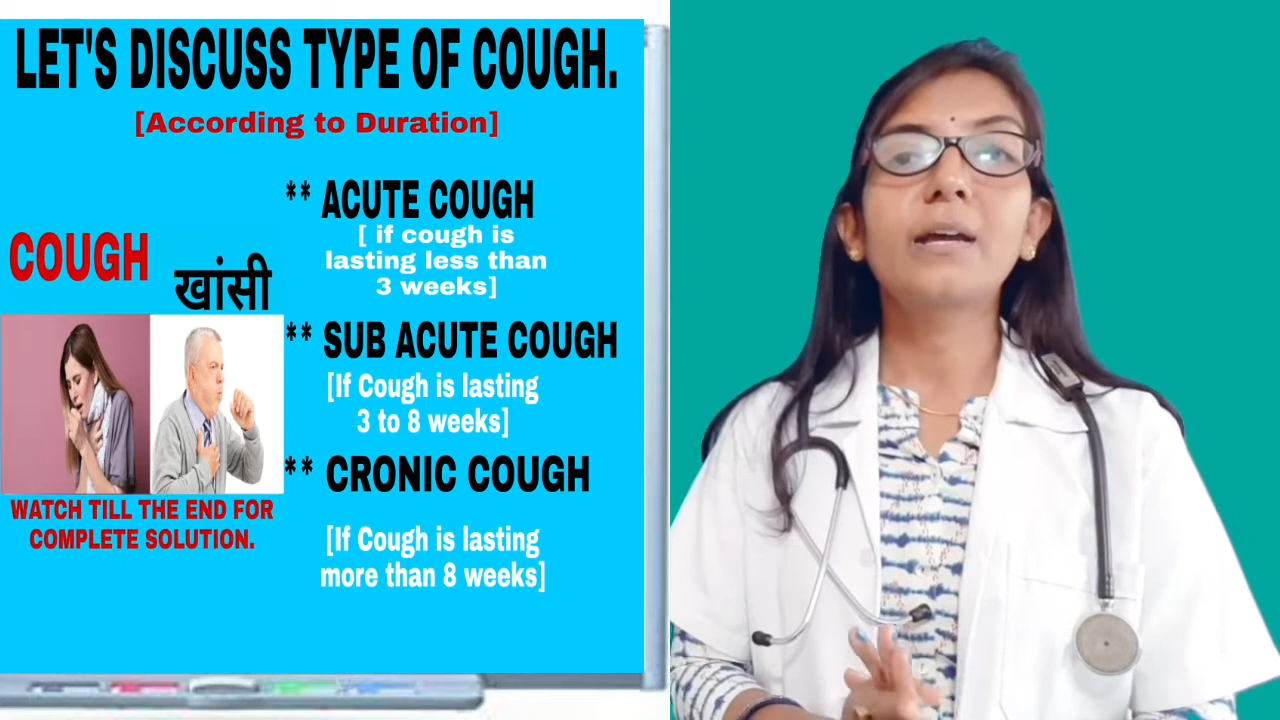 LET'S DISCUSS TYPE OF COUGH.
[According to Duration]
** ACUTE COUGH
[ if cough is
lasting less than
3 weeks]
COUGH
खांसी
** SUB ACUTE COUGH
[If Cough is lasting
3 to 8 weeks]
** CRONIC COUGH
[If Cough is lasting
more than 8 weeks]
WATCH TILL THE END FOR
COMPLETE SOLUTION.